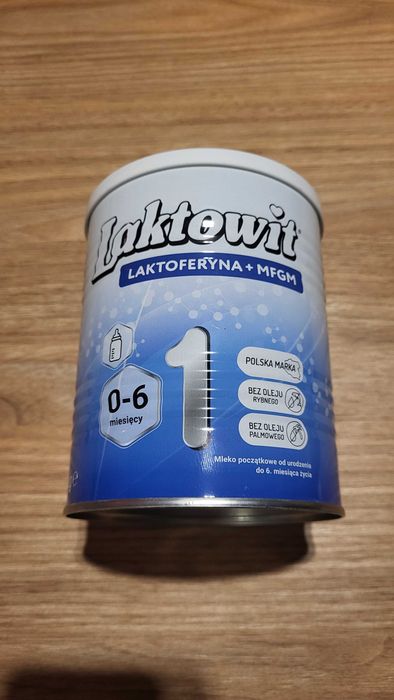 Laktowit
LAKTOFERYNA + MFGM
0-6
miesięcy
1
POLSKA MARKA
BEZ OLEJU
RYBNEGO
BEZ OLEJU
PALMOWEGO
Mleko początkowe od urodzenia
do 6. miesiąca życia